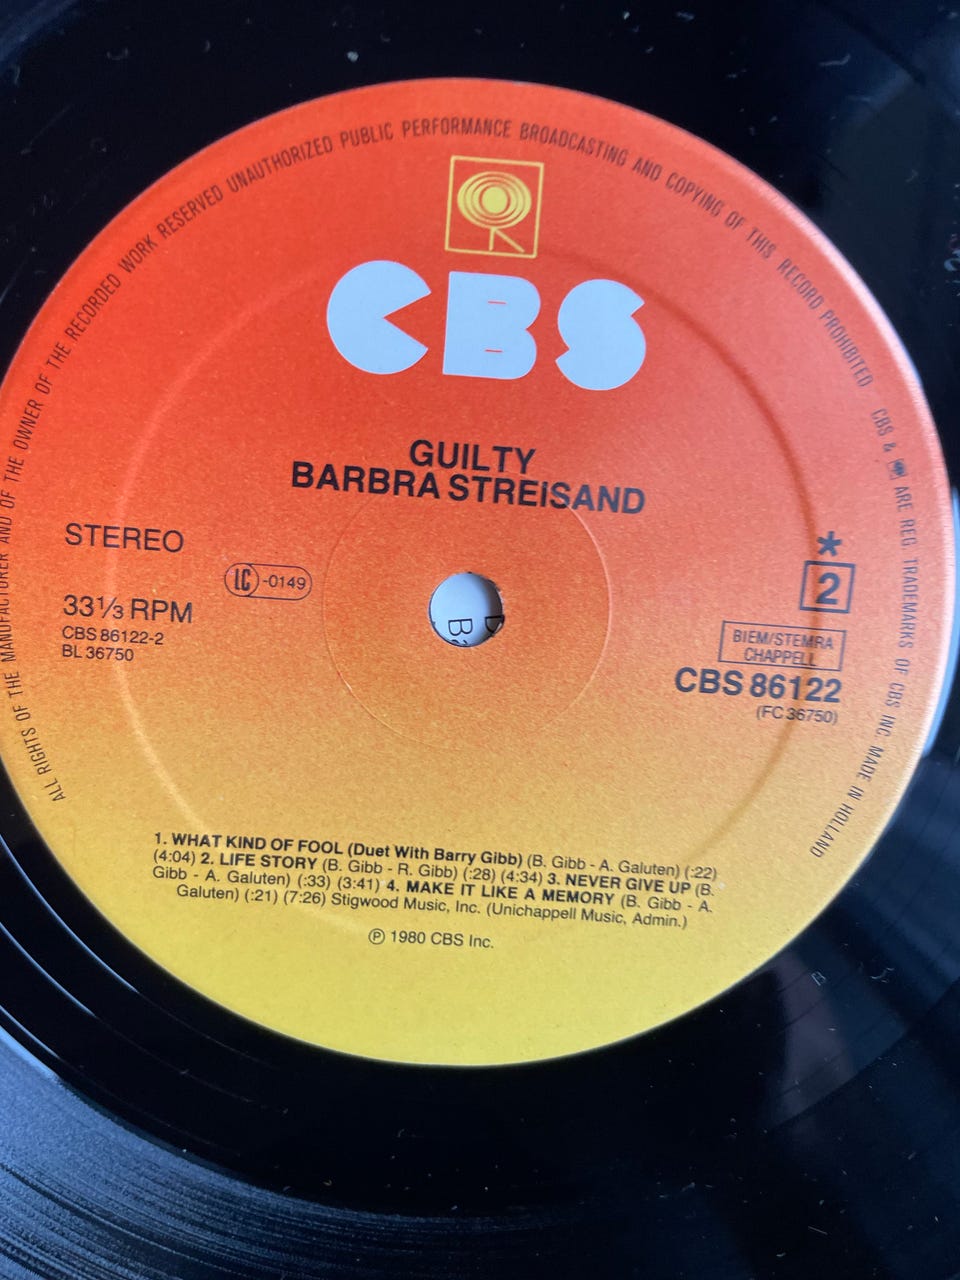 ALL RIGHTS OF THE MANUFACTURER AND OF THE OWNER OF THE RECORDED WORK RESERVED UNAUTHORIZED PUBLIC PERFORMANCE BROADCASTING AND COPYING OF THIS RECORD PROHIBITED CBS & ARE REG. TRADEMARKS OF CBS INC. MADE IN HOLLAND
CBS
GUILTY
BARBRA STREISAND
STEREO
LC-0149
33⅓ RPM
CBS 86122-2
BL 36750
*
2
BIEM/STEMRA
CHAPPELL
CBS 86122
(FC 36750)
1. WHAT KIND OF FOOL (Duet With Barry Gibb) (B. Gibb - A. Galuten) (:22)
(4:04) 2. LIFE STORY (B. Gibb - R. Gibb) (:28) (4:34) 3. NEVER GIVE UP (B.
Gibb - A. Galuten) (:33) (3:41) 4. MAKE IT LIKE A MEMORY (B. Gibb - A.
Galuten) (:21) (7:26) Stigwood Music, Inc. (Unichappell Music, Admin.)
℗ 1980 CBS Inc.